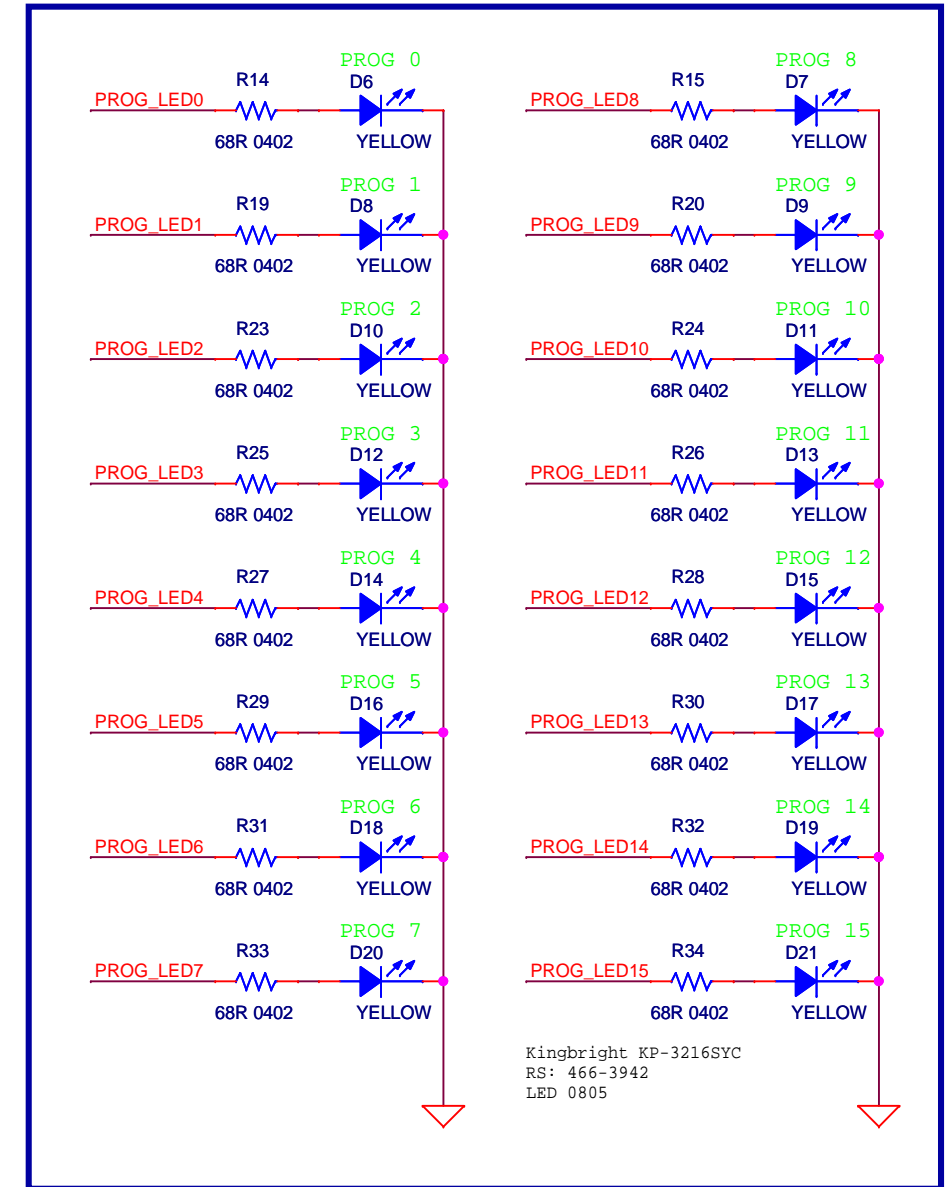 PROG 0
R14 D6
PROG_LED0
68R 0402 YELLOW
PROG 1
R19 D8
PROG_LED1
68R 0402 YELLOW
PROG 2
R23 D10
PROG_LED2
68R 0402 YELLOW
PROG 3
R25 D12
PROG_LED3
68R 0402 YELLOW
PROG 4
R27 D14
PROG_LED4
68R 0402 YELLOW
PROG 5
R29 D16
PROG_LED5
68R 0402 YELLOW
PROG 6
R31 D18
PROG_LED6
68R 0402 YELLOW
PROG 7
R33 D20
PROG_LED7
68R 0402 YELLOW
PROG 8
R15 D7
PROG_LED8
68R 0402 YELLOW
PROG 9
R20 D9
PROG_LED9
68R 0402 YELLOW
PROG 10
R24 D11
PROG_LED10
68R 0402 YELLOW
PROG 11
R26 D13
PROG_LED11
68R 0402 YELLOW
PROG 12
R28 D15
PROG_LED12
68R 0402 YELLOW
PROG 13
R30 D17
PROG_LED13
68R 0402 YELLOW
PROG 14
R32 D19
PROG_LED14
68R 0402 YELLOW
PROG 15
R34 D21
PROG_LED15
68R 0402 YELLOW
Kingbright KP-3216SYC
RS: 466-3942
LED 0805